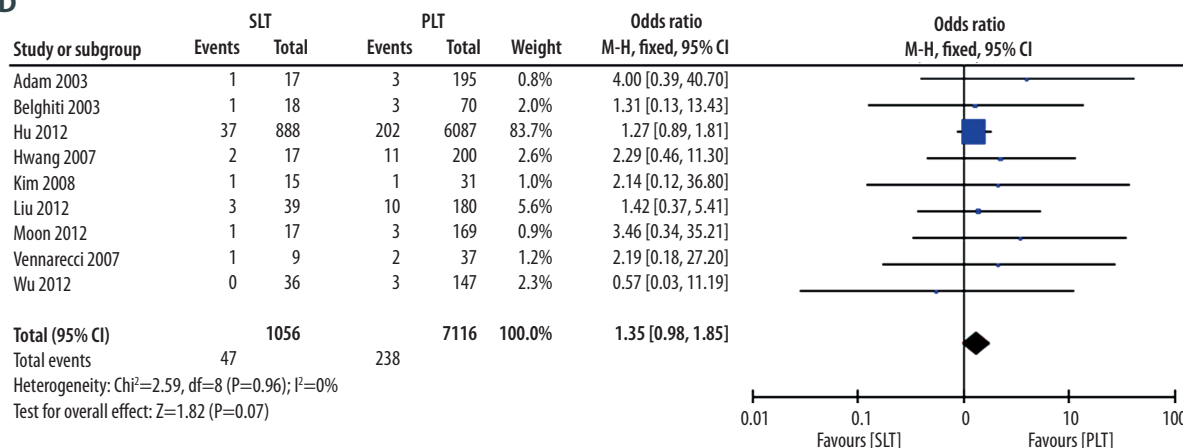 D
SLT PLT Odds ratio Odds ratio
Study or subgroup Events Total Events Total Weight M-H, fixed, 95% CI M-H, fixed, 95% CI
Adam 2003 1 17 3 195 0.8% 4.00 [0.39, 40.70]
Belghiti 2003 1 18 3 70 2.0% 1.31 [0.13, 13.43]
Hu 2012 37 888 202 6087 83.7% 1.27 [0.89, 1.81]
Hwang 2007 2 17 11 200 2.6% 2.29 [0.46, 11.30]
Kim 2008 1 15 1 31 1.0% 2.14 [0.12, 36.80]
Liu 2012 3 39 10 180 5.6% 1.42 [0.37, 5.41]
Moon 2012 1 17 3 169 0.9% 3.46 [0.34, 35.21]
Vennarecci 2007 1 9 2 37 1.2% 2.19 [0.18, 27.20]
Wu 2012 0 36 3 147 2.3% 0.57 [0.03, 11.19]
Total (95% CI) 1056 7116 100.0% 1.35 [0.98, 1.85]
Total events 47 238
Heterogeneity: Chi²=2.59, df=8 (P=0.96); I²=0%
Test for overall effect: Z=1.82 (P=0.07)
0.01 0.1 0 10 100
Favours [SLT] Favours [PLT]